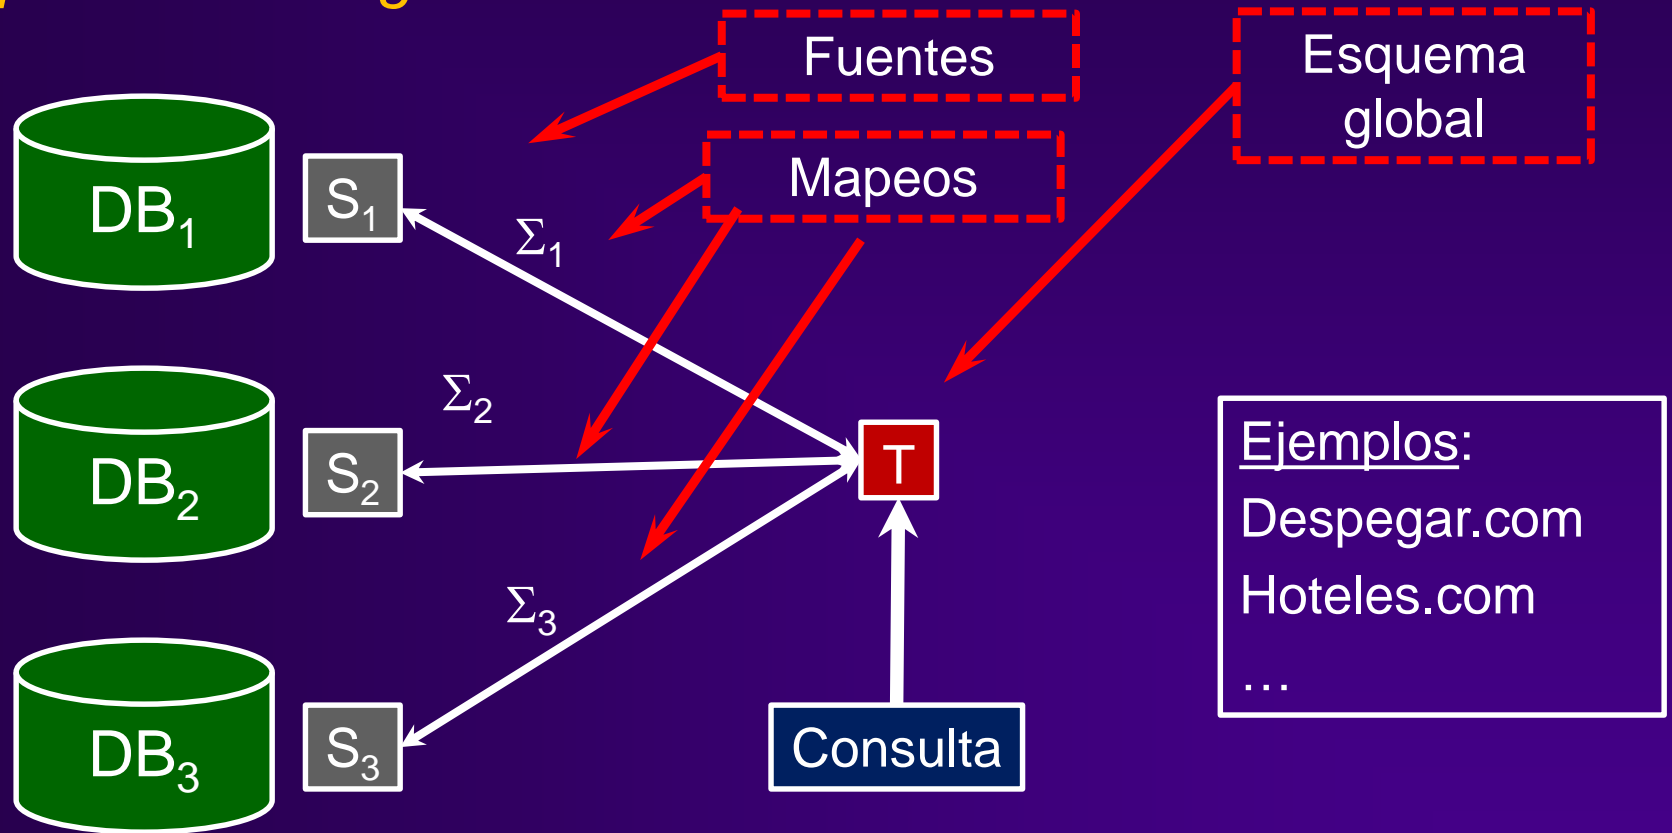 Fuentes
Esquema
global
Mapeos
DB₁
S₁
Σ₁
DB₂
S₂
Σ₂
T
Ejemplos:
Despegar.com
Hoteles.com
…
Σ₃
DB₃
S₃
Consulta